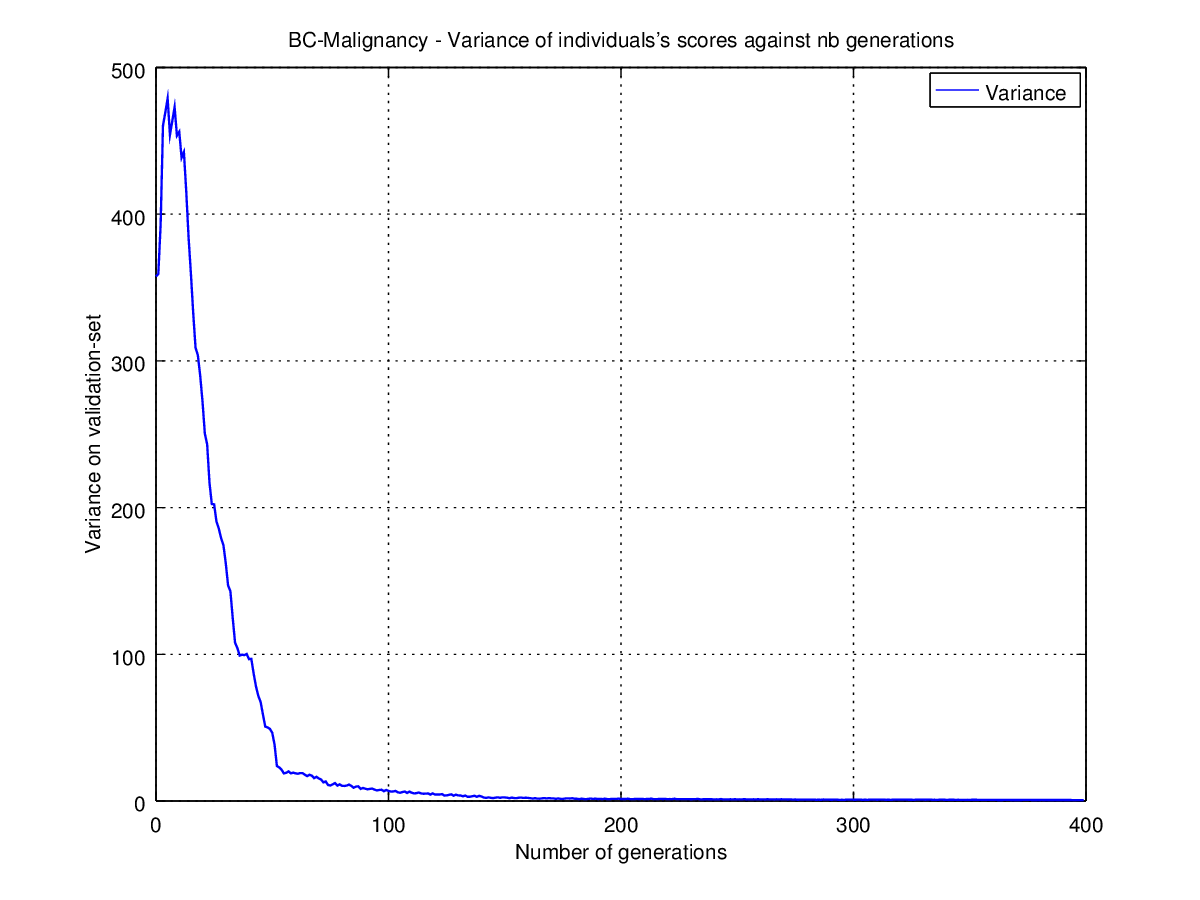 BC-Malignancy - Variance of individuals's scores against nb generations
500
Variance
400
300
Variance on validation-set
200
100
0
0 100 200 300 400
Number of generations